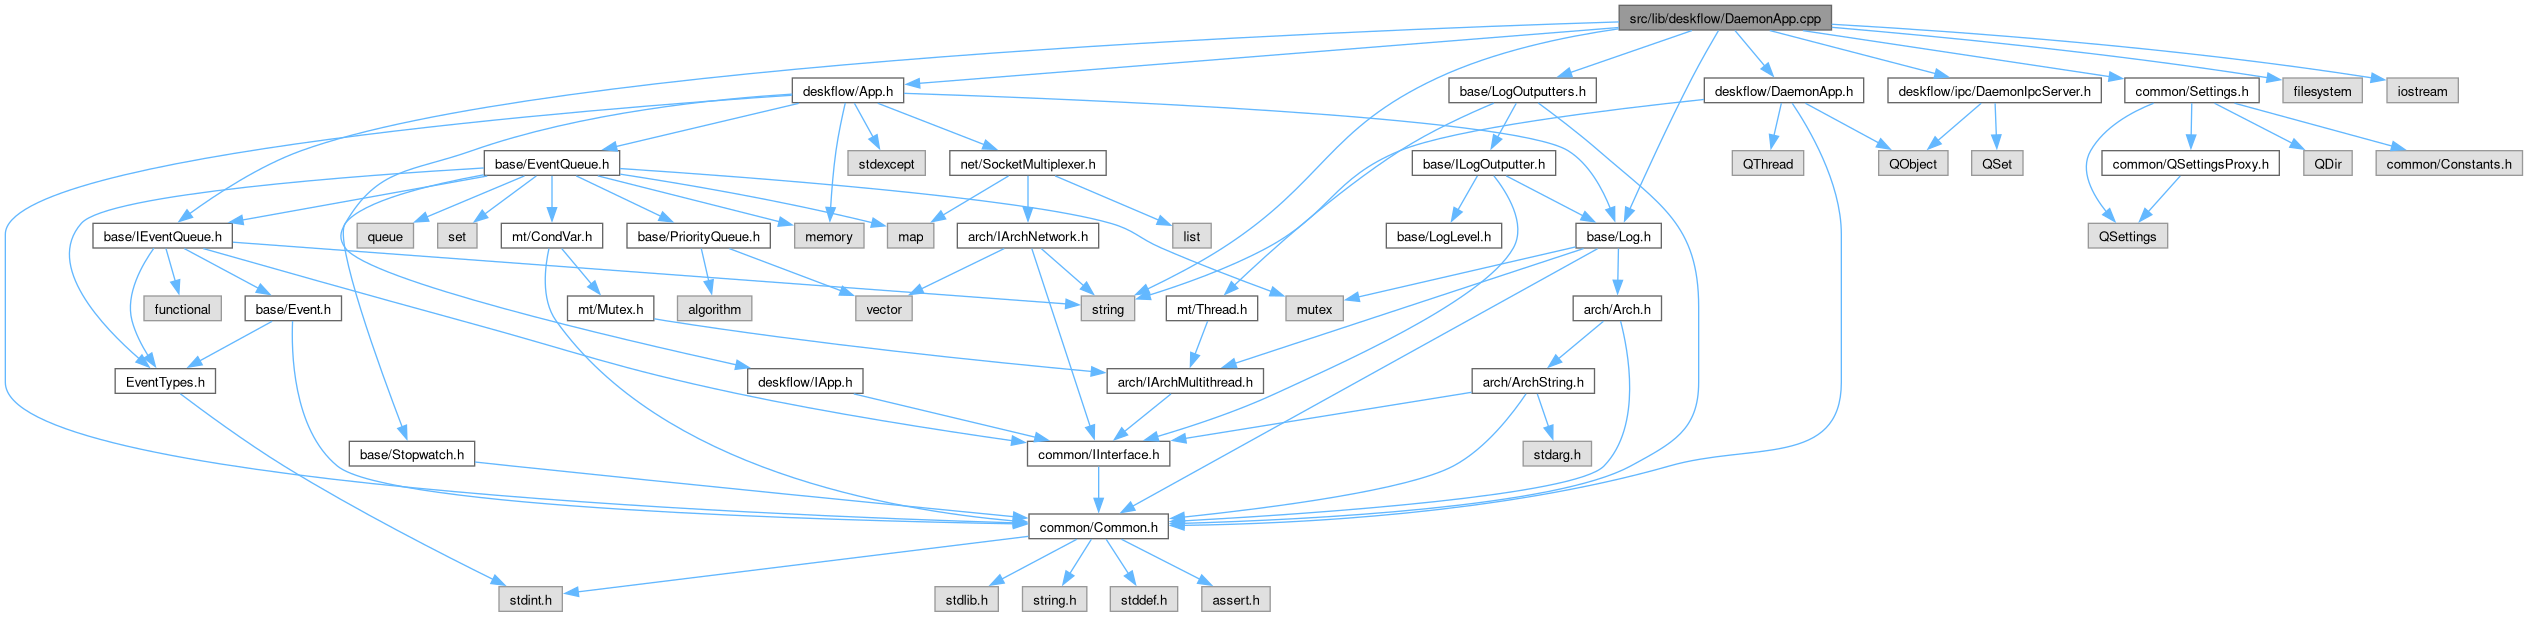 src/lib/deskflow/DaemonApp.cpp
deskflow/App.h
base/LogOutputters.h
deskflow/DaemonApp.h
deskflow/ipc/DaemonIpcServer.h
common/Settings.h
filesystem
iostream
base/EventQueue.h
stdexcept
net/SocketMultiplexer.h
base/ILogOutputter.h
QThread
QObject
QSet
common/QSettingsProxy.h
QDir
common/Constants.h
base/IEventQueue.h
queue
set
mt/CondVar.h
base/PriorityQueue.h
memory
map
arch/IArchNetwork.h
list
base/LogLevel.h
base/Log.h
QSettings
functional
base/Event.h
mt/Mutex.h
algorithm
vector
string
mt/Thread.h
mutex
arch/Arch.h
EventTypes.h
deskflow/IApp.h
arch/IArchMultithread.h
arch/ArchString.h
base/Stopwatch.h
common/IInterface.h
stdarg.h
common/Common.h
stdint.h
stdlib.h
string.h
stddef.h
assert.h